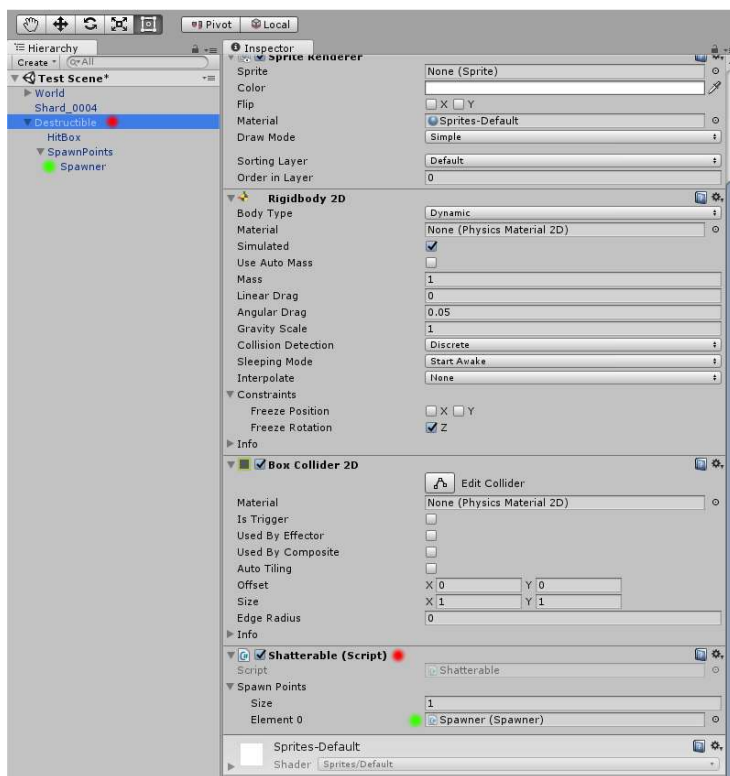 Pivot Local
Hierarchy
Create All
Test Scene*
World
Shard_0004
Destructible
HitBox
SpawnPoints
Spawner
Inspector
Sprite Renderer
Sprite None (Sprite)
Color
Flip X Y
Material Sprites-Default
Draw Mode Simple
Sorting Layer Default
Order in Layer 0
Rigidbody 2D
Body Type Dynamic
Material None (Physics Material 2D)
Simulated
Use Auto Mass
Mass 1
Linear Drag 0
Angular Drag 0.05
Gravity Scale 1
Collision Detection Discrete
Sleeping Mode Start Awake
Interpolate None
Constraints
Freeze Position X Y
Freeze Rotation Z
Info
Box Collider 2D
Edit Collider
Material None (Physics Material 2D)
Is Trigger
Used By Effector
Used By Composite
Auto Tiling
Offset X 0 Y 0
Size X 1 Y 1
Edge Radius 0
Info
Shatterable (Script)
Script Shatterable
Spawn Points
Size 1
Element 0 Spawner (Spawner)
Sprites-Default
Shader Sprites/Default